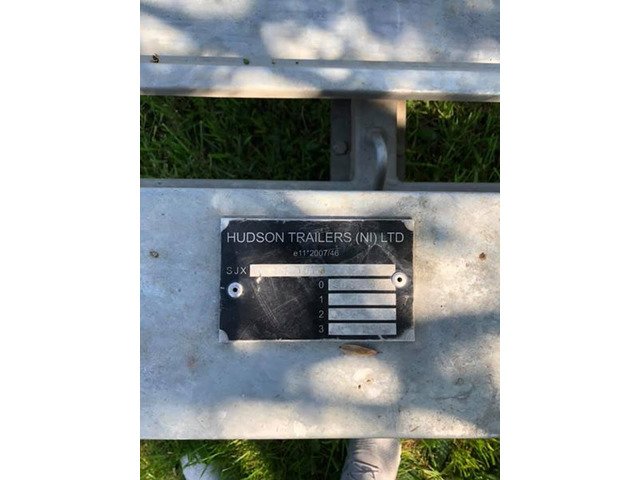 HUDSON TRAILERS (NI) LTD
e11*2007/46
SJX
0
1
2
3